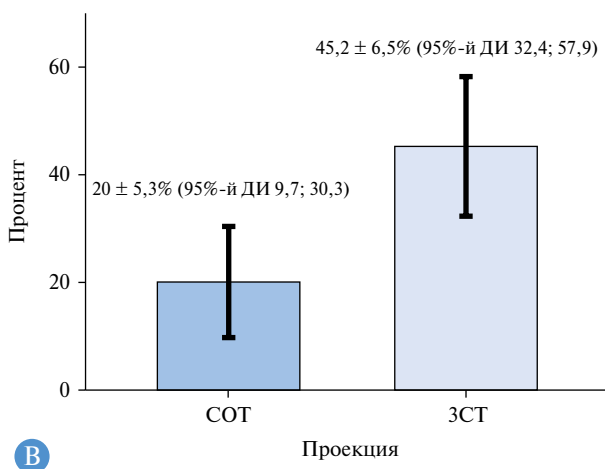 45,2 ± 6,5% (95%-й ДИ 32,4; 57,9)
60
40
20 ± 5,3% (95%-й ДИ 9,7; 30,3)
20
0
Процент
СОТ
ЗСТ
Проекция
В